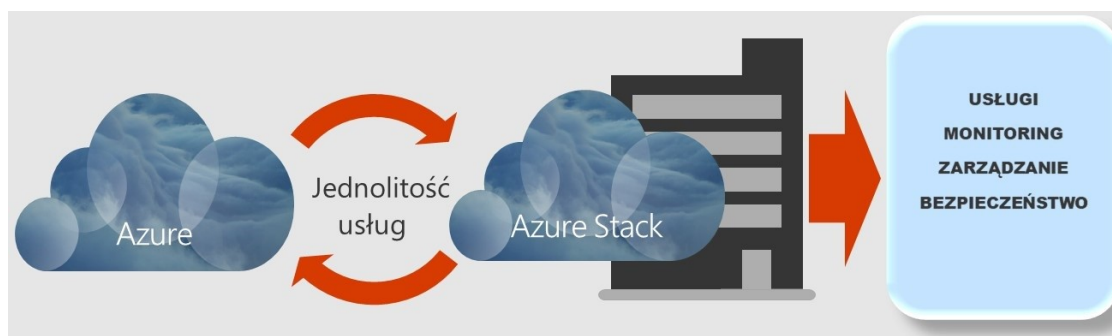 Azure
Jednolitość
usług
Azure Stack
USŁUGI
MONITORING
ZARZĄDZANIE
BEZPIECZEŃSTWO